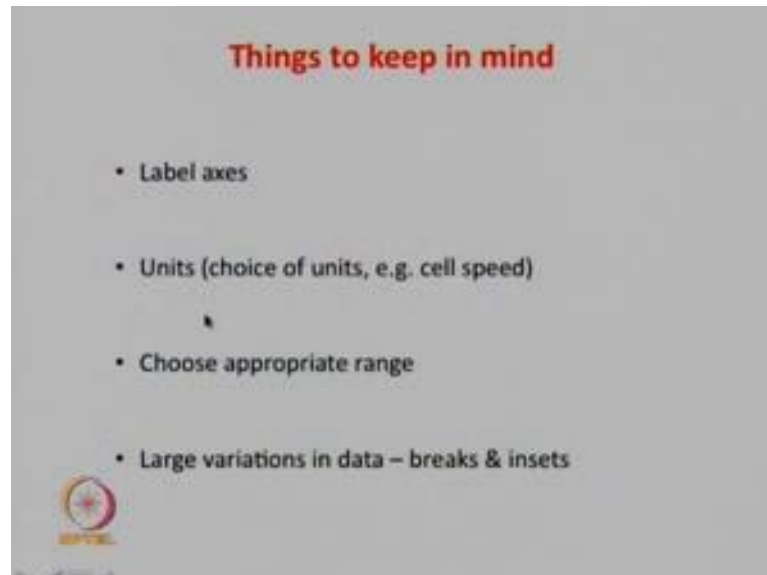 Things to keep in mind
• Label axes
• Units (choice of units, e.g. cell speed)
• Choose appropriate range
• Large variations in data – breaks & insets